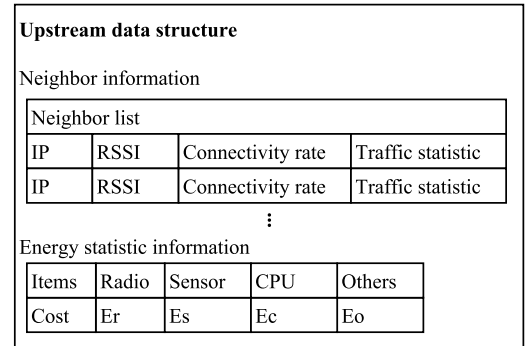 Upstream data structure
Neighbor information
Neighbor list
IP RSSI Connectivity rate Traffic statistic
IP RSSI Connectivity rate Traffic statistic
⋮
Energy statistic information
Items Radio Sensor CPU Others
Cost Er Es Ec Eo